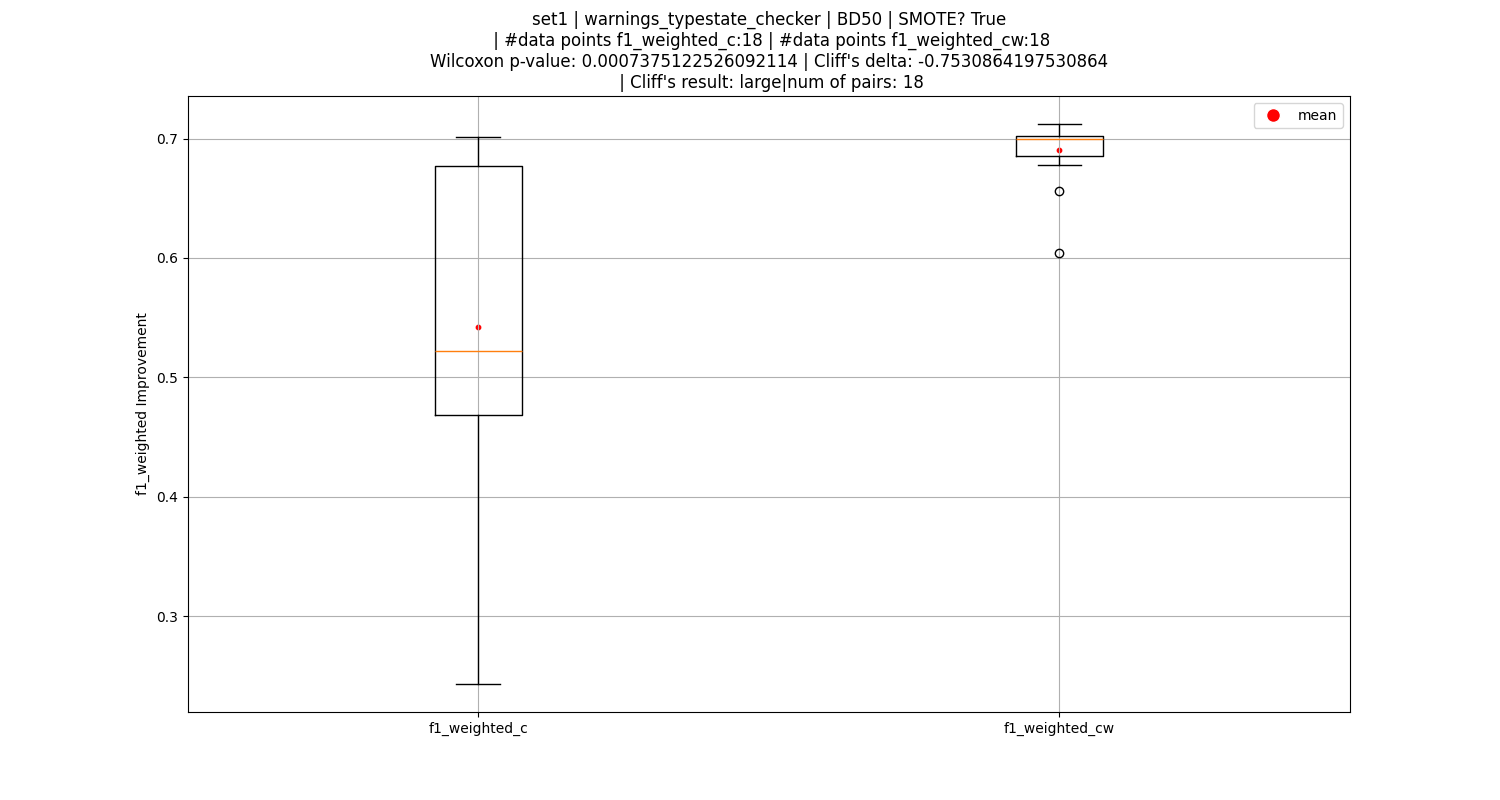 set1 | warnings_typestate_checker | BD50 | SMOTE? True
| #data points f1_weighted_c:18 | #data points f1_weighted_cw:18
Wilcoxon p-value: 0.0007375122526092114 | Cliff's delta: -0.7530864197530864
| Cliff's result: large|num of pairs: 18
mean
0.7
0.6
0.5
0.4
0.3
f1_weighted Improvement
f1_weighted_c
f1_weighted_cw